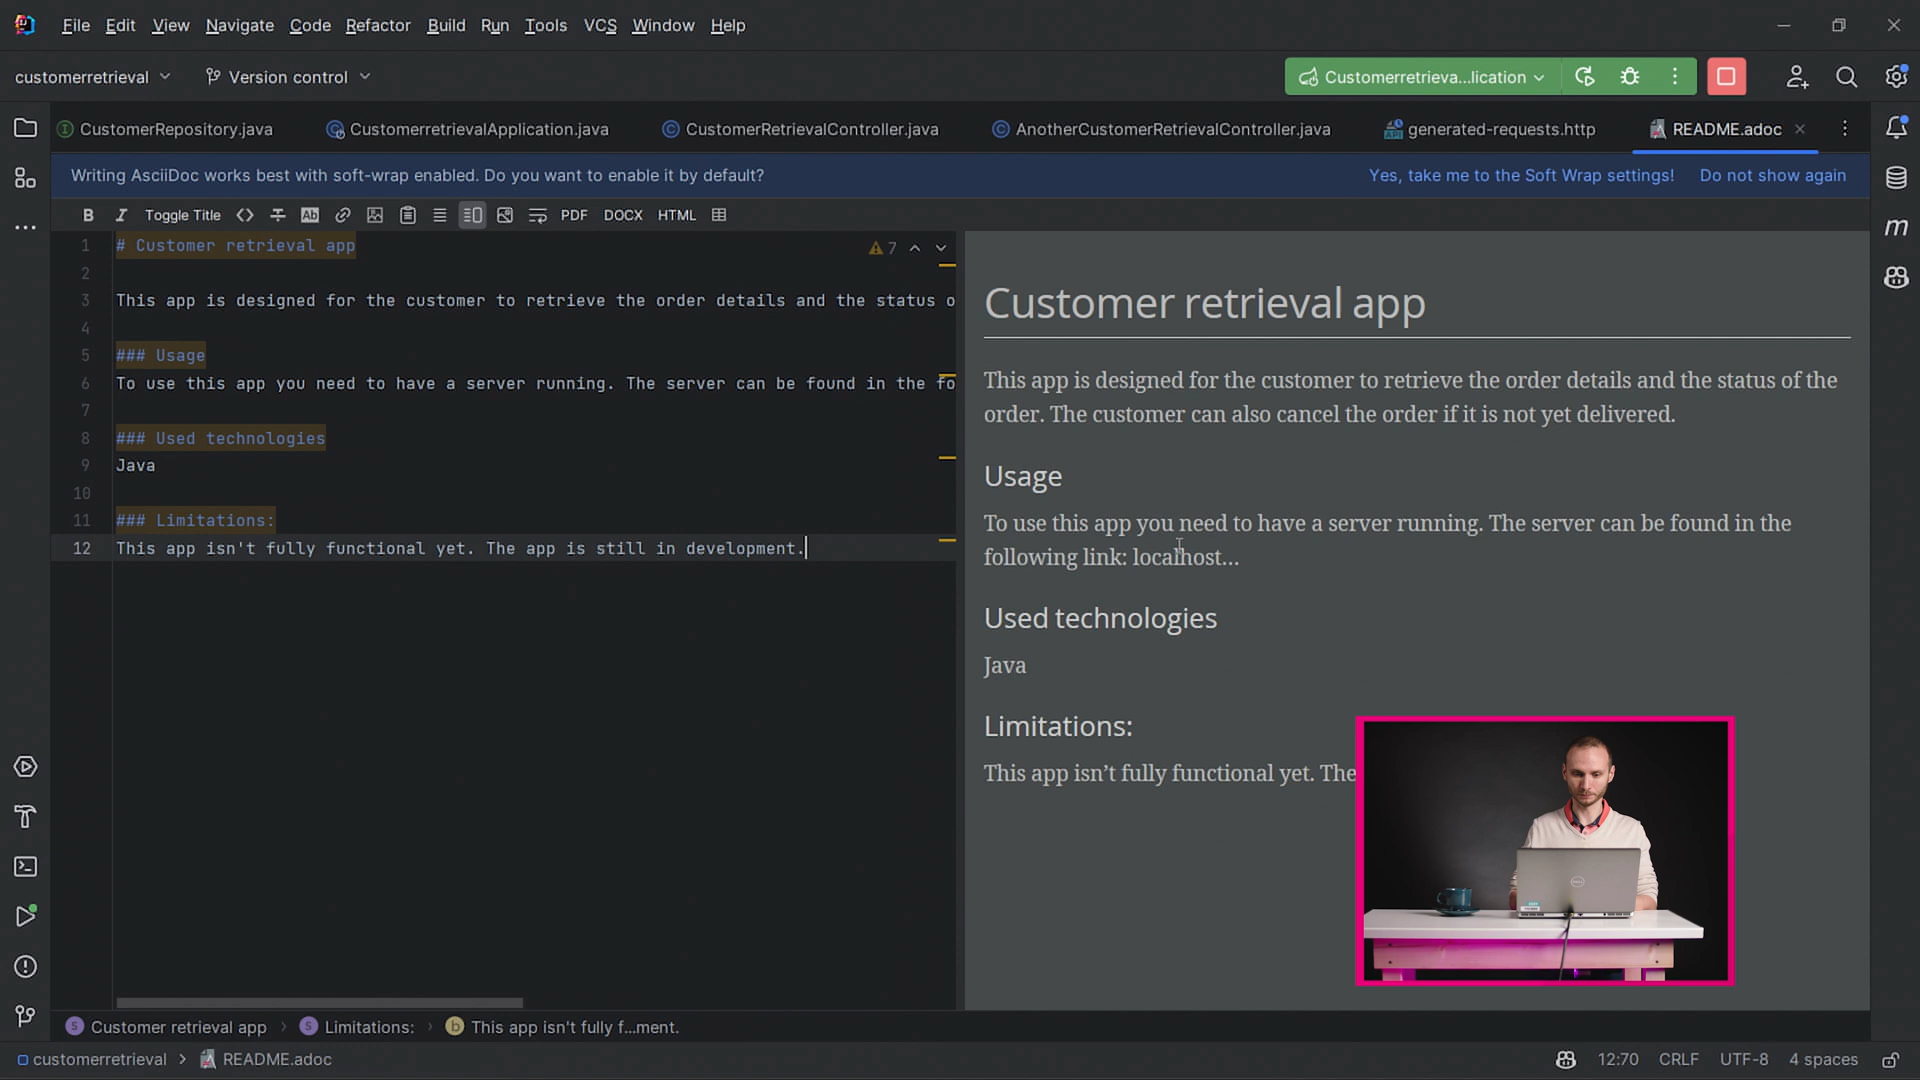 File Edit View Navigate Code Refactor Build Run Tools VCS Window Help
customerretrieval Version control Customerretrieva...lication
CustomerRepository.java CustomerretrievalApplication.java CustomerRetrievalController.java AnotherCustomerRetrievalController.java generated-requests.http README.adoc
Writing AsciiDoc works best with soft-wrap enabled. Do you want to enable it by default? Yes, take me to the Soft Wrap settings! Do not show again
B I Toggle Title <> Ab PDF DOCX HTML
1 # Customer retrieval app
7
2
3 This app is designed for the customer to retrieve the order details and the status o
4
5 ### Usage
6 To use this app you need to have a server running. The server can be found in the fo
7
8 ### Used technologies
9 Java
10
11 ### Limitations:
12 This app isn't fully functional yet. The app is still in development.
Customer retrieval app
This app is designed for the customer to retrieve the order details and the status of the
order. The customer can also cancel the order if it is not yet delivered.
Usage
To use this app you need to have a server running. The server can be found in the
following link: localhost…
Used technologies
Java
Limitations:
This app isn’t fully functional yet. The
Customer retrieval app › Limitations: › This app isn't fully f...ment.
customerretrieval › README.adoc 12:70 CRLF UTF-8 4 spaces